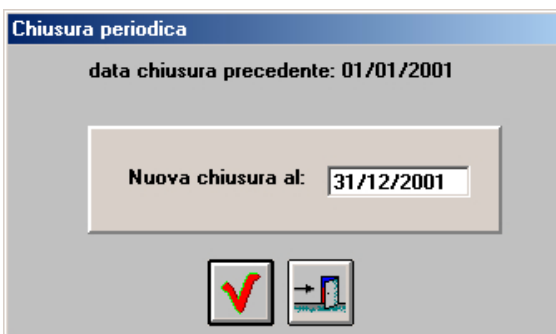 Chiusura periodica
data chiusura precedente: 01/01/2001
Nuova chiusura al: 31/12/2001